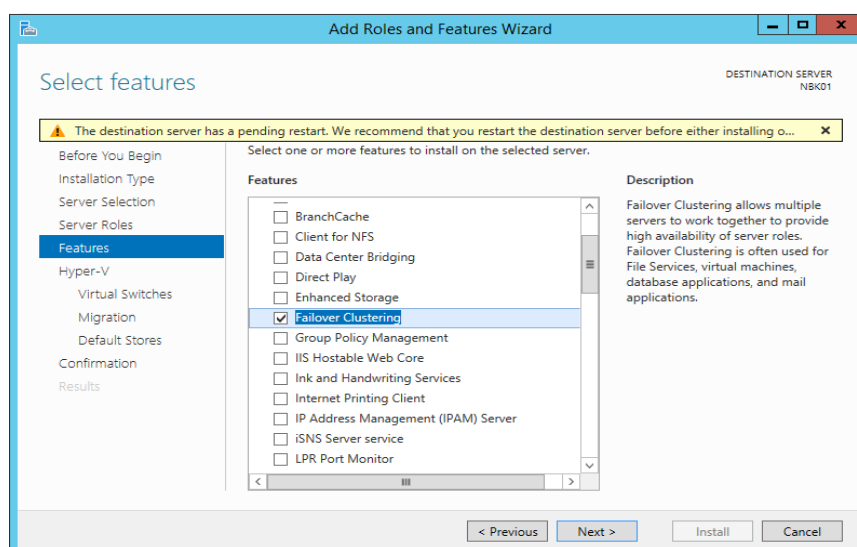 Add Roles and Features Wizard
Select features
DESTINATION SERVER
NBK01
The destination server has a pending restart. We recommend that you restart the destination server before either installing o...
Before You Begin
Installation Type
Server Selection
Server Roles
Features
Hyper-V
Virtual Switches
Migration
Default Stores
Confirmation
Results
Select one or more features to install on the selected server.
Features
BranchCache
Client for NFS
Data Center Bridging
Direct Play
Enhanced Storage
Failover Clustering
Group Policy Management
IIS Hostable Web Core
Ink and Handwriting Services
Internet Printing Client
IP Address Management (IPAM) Server
iSNS Server service
LPR Port Monitor
Description
Failover Clustering allows multiple
servers to work together to provide
high availability of server roles.
Failover Clustering is often used for
File Services, virtual machines,
database applications, and mail
applications.
< Previous
Next >
Install
Cancel